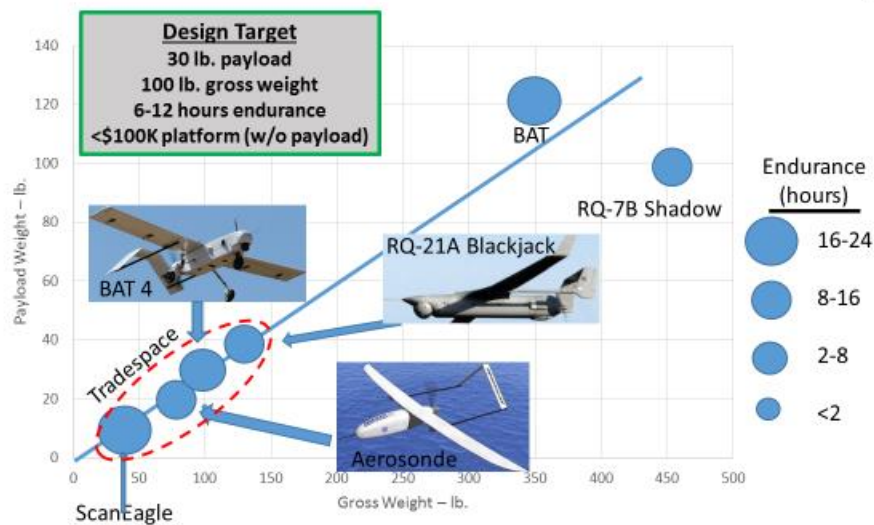 Design Target
30 lb. payload
100 lb. gross weight
6-12 hours endurance
<$100K platform (w/o payload)
140
120
100
80
60
40
20
0
Payload Weight – lb.
BAT
RQ-7B Shadow
BAT 4
RQ-21A Blackjack
Tradespace
Aerosonde
ScanEagle
0
50
100
150
200
250
300
350
400
450
500
Gross Weight – lb.
Endurance
(hours)
16-24
8-16
2-8
<2